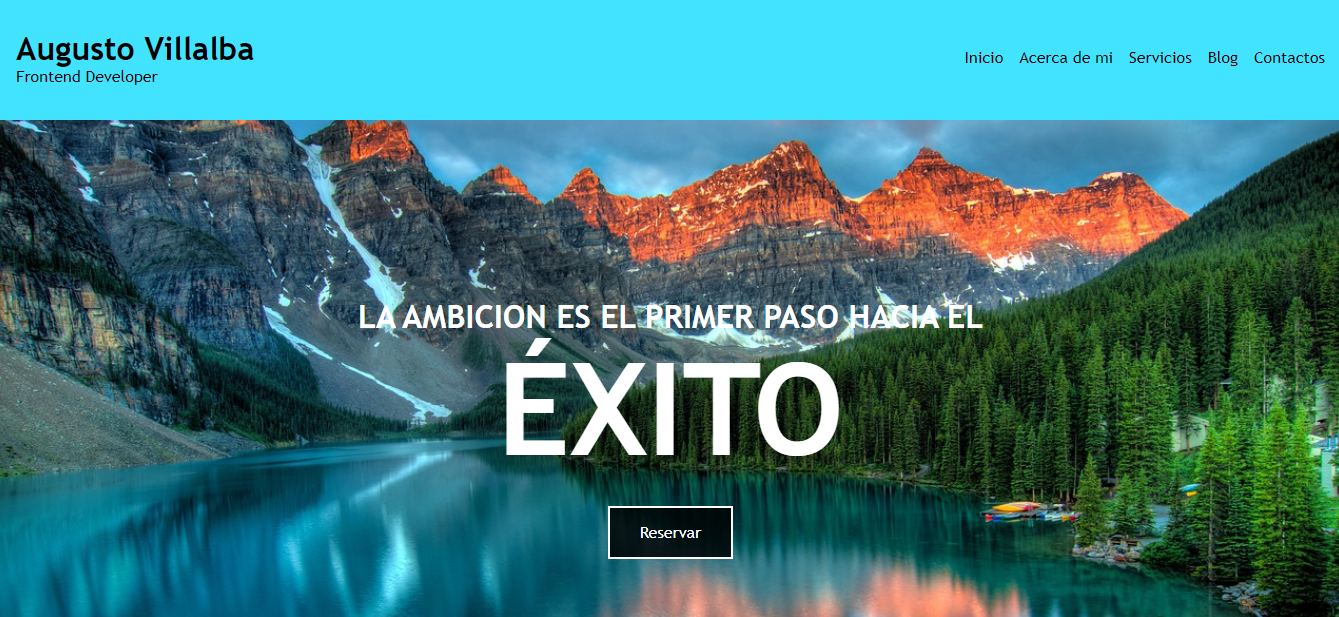 Augusto Villalba
Frontend Developer
Inicio Acerca de mi Servicios Blog Contactos
LA AMBICION ES EL PRIMER PASO HACIA EL
ÉXITO
Reservar